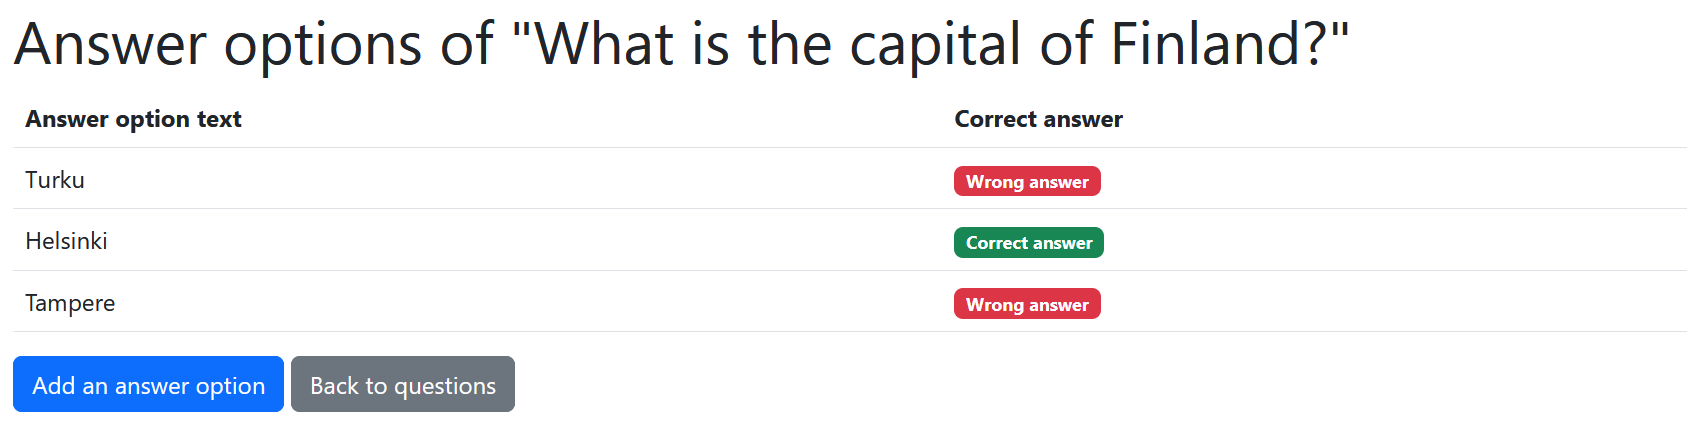 Answer options of "What is the capital of Finland?"
Answer option text Correct answer
Turku Wrong answer
Helsinki Correct answer
Tampere Wrong answer
Add an answer option Back to questions